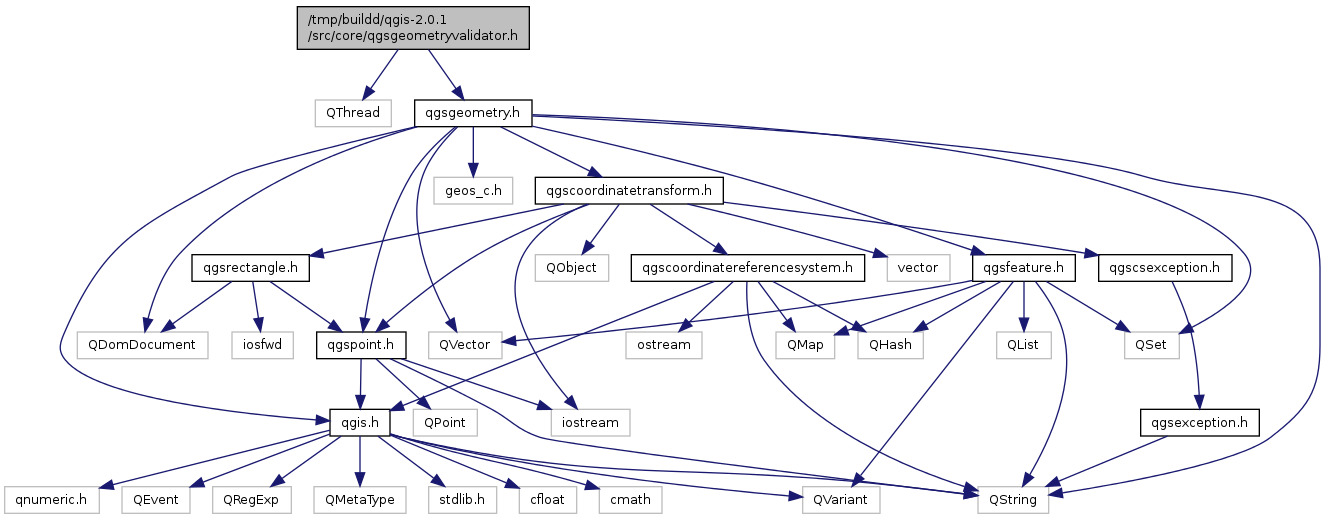 /tmp/buildd/qgis-2.0.1
/src/core/qgsgeometryvalidator.h
QThread
qgsgeometry.h
geos_c.h
qgscoordinatetransform.h
qgsrectangle.h
QObject
qgscoordinatereferencesystem.h
vector
qgsfeature.h
qgscsexception.h
QDomDocument
iosfwd
qgspoint.h
QVector
ostream
QMap
QHash
QList
QSet
qgis.h
QPoint
iostream
qgsexception.h
qnumeric.h
QEvent
QRegExp
QMetaType
stdlib.h
cfloat
cmath
QVariant
QString